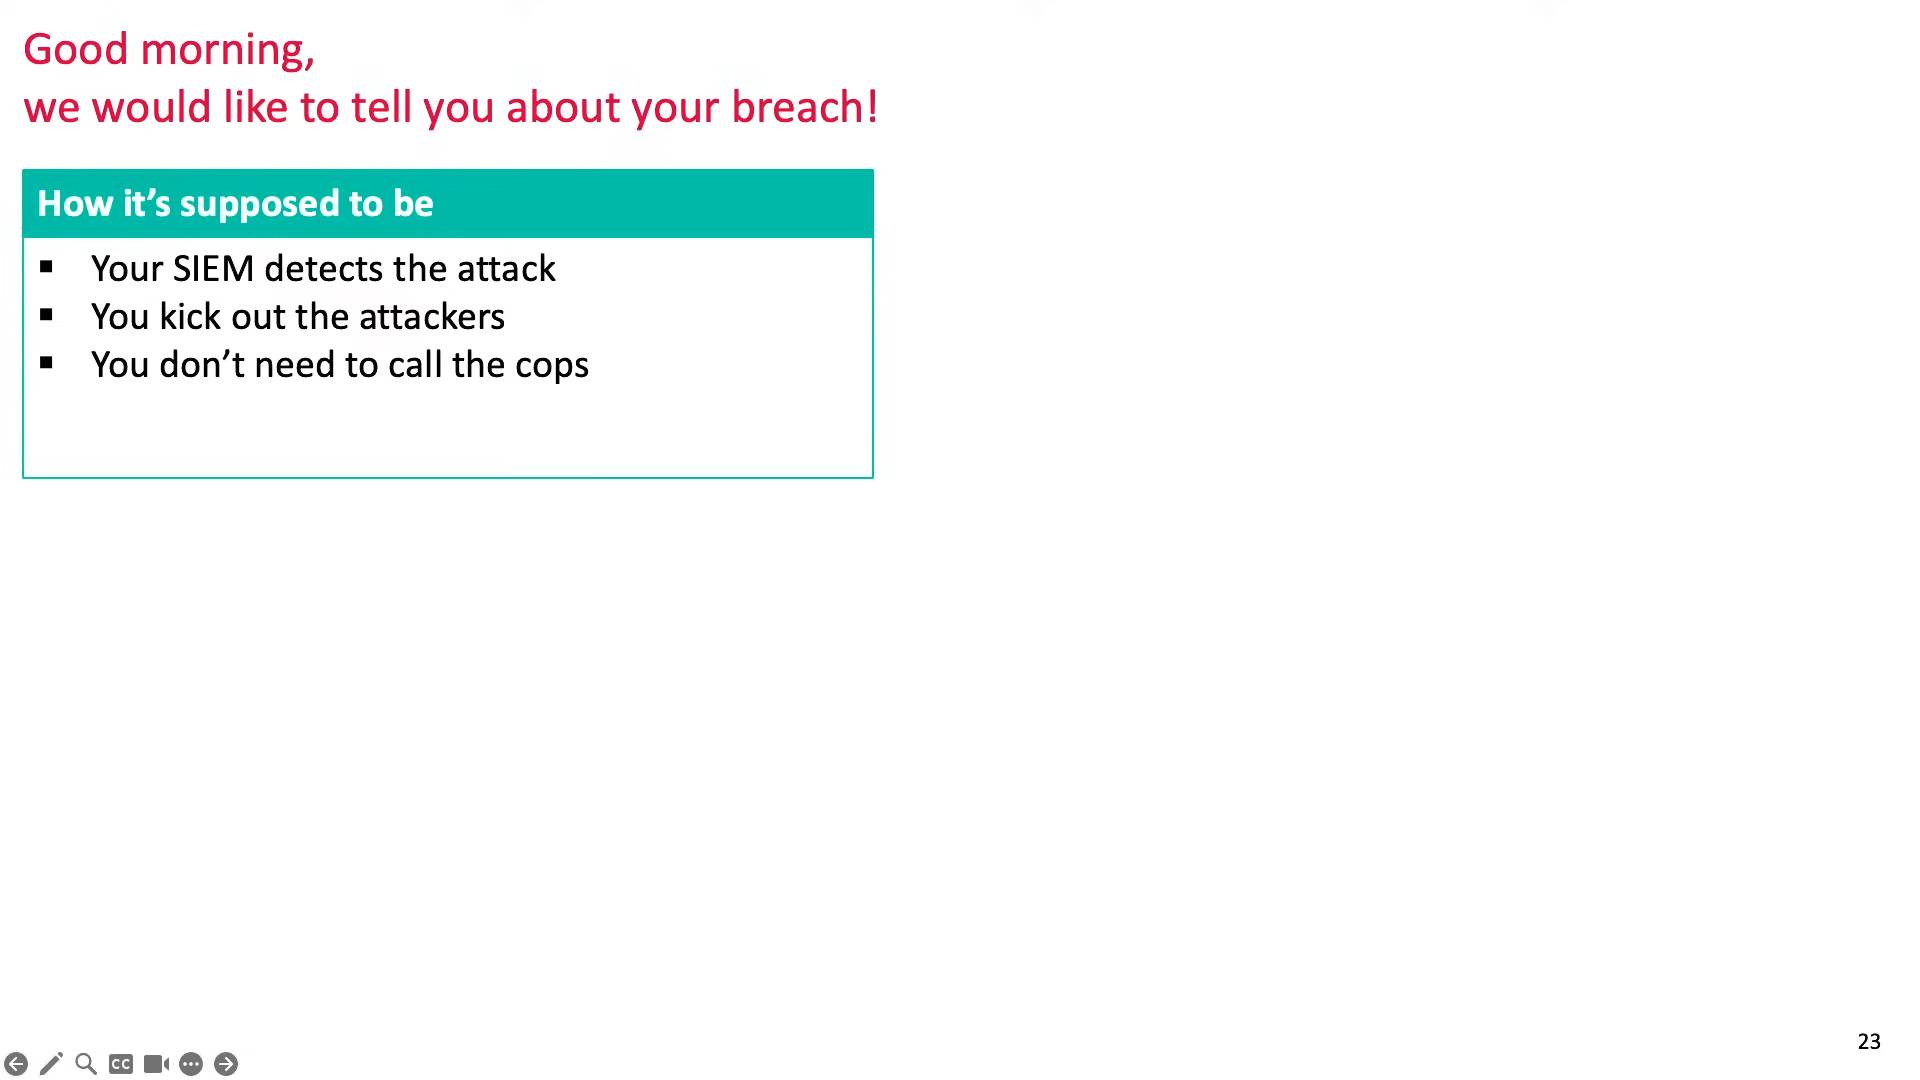 Good morning,
we would like to tell you about your breach!
How it’s supposed to be
▪ Your SIEM detects the attack
▪ You kick out the attackers
▪ You don’t need to call the cops
23
CC